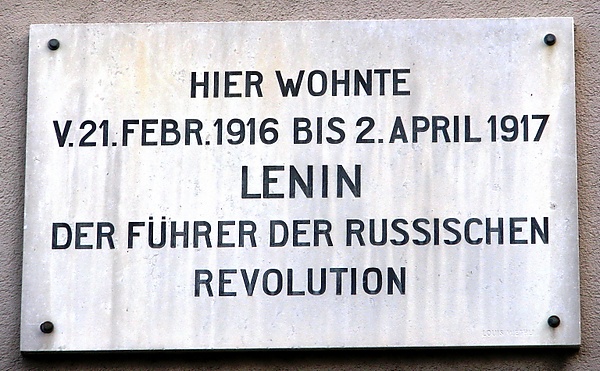 HIER WOHNTE
V. 21. FEBR. 1916 BIS 2. APRIL 1917
LENIN
DER FÜHRER DER RUSSISCHEN
REVOLUTION